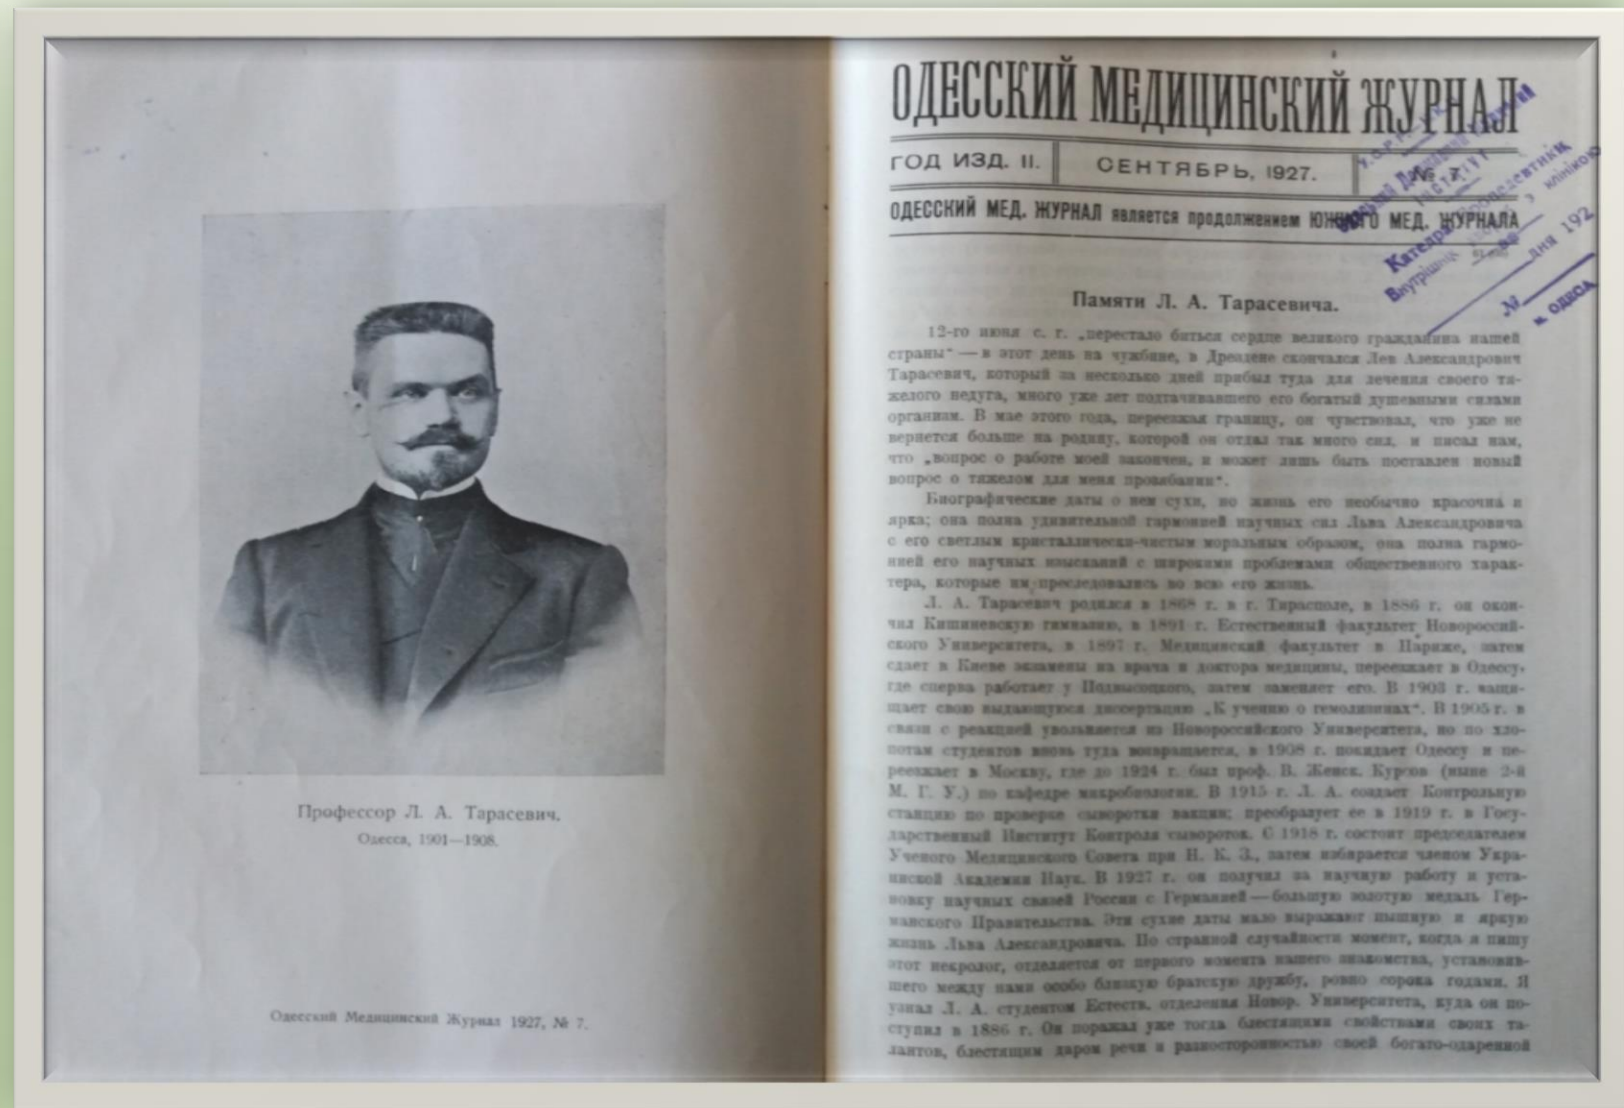 Профессор Л. А. Тарасевич.
Одесса, 1901—1908.
Одесский Медицинский Журнал 1927, № 7.
ОДЕССКИЙ МЕДИЦИНСКИЙ ЖУРНАЛ
ГОД ИЗД. II.
СЕНТЯБРЬ, 1927.
№ 7.
ОДЕССКИЙ МЕД. ЖУРНАЛ является продолжением ЮЖНОГО МЕД. ЖУРНАЛА
У.С.Р.Р.
Державний
ІНСТИТУТ
Катедра Пропедевтики
Внутрішніх з клінікою
дня 192
№
м. ОДЕСА
Памяти Л. А. Тарасевича.
12-го июня с. г. „перестало биться сердце великого гражданина нашей
страны“ — в этот день на чужбине, в Дрездене скончался Лев Александрович
Тарасевич, который за несколько дней прибыл туда для лечения своего тя-
желого недуга, много уже лет подтачивавшего его богатый душевными силами
организм. В мае этого года, переезжая границу, он чувствовал, что уже не
вернется больше на родину, которой он отдал так много сил, и писал нам,
что „вопрос о работе моей закончен, и может лишь быть поставлен новый
вопрос о тяжелом для меня прозябании“.
Биографические даты о нем сухи, но жизнь его необычно красочна и
ярка; она полна удивительной гармонией научных сил Льва Александровича
с его светлым кристаллически-чистым моральным образом, она полна гармо-
нией его научных изысканий с широкими проблемами общественного харак-
тера, которые им преследовались во всю его жизнь.
Л. А. Тарасевич родился в 1868 г. в г. Тирасполе, в 1886 г. он окон-
чил Кишиневскую гимназию, в 1891 г. Естественный факультет Новороссий-
ского Университета, в 1897 г. Медицинский факультет в Париже, затем
сдает в Киеве экзамены на врача и доктора медицины, переезжает в Одессу,
где сперва работает у Подвысоцкого, затем заменяет его. В 1903 г. защи-
щает свою выдающуюся диссертацию „К учению о гемолизинах“. В 1905 г. в
связи с реакцией увольняется из Новороссийского Университета, но по хло-
потам студентов вновь туда возвращается, в 1908 г. покидает Одессу и пе-
реезжает в Москву, где до 1924 г. был проф. В. Женск. Курсов (ныне 2-й
М. Г. У.) по кафедре микробиологии. В 1915 г. Л. А. создает Контрольную
станцию по проверке сыворотки вакцин; преобразует ее в 1919 г. в Госу-
дарственный Институт Контроля сывороток. С 1918 г. состоит председателем
Ученого Медицинского Совета при Н. К. З., затем избирается членом Укра-
инской Академии Наук. В 1927 г. он получил за научную работу и уста-
новку научных связей России с Германией — большую золотую медаль Гер-
манского Правительства. Эти сухие даты мало выражают пышную и яркую
жизнь Льва Александровича. По странной случайности момент, когда я пишу
этот некролог, отделяется от первого момента нашего знакомства, установив-
шего между нами особо близкую братскую дружбу, ровно сорока годами. Я
узнал Л. А. студентом Естеств. отделения Новор. Университета, куда он по-
ступил в 1886 г. Он поражал уже тогда блестящими свойствами своих та-
лантов, блестящим даром речи и разносторонностью своей богато-одаренной